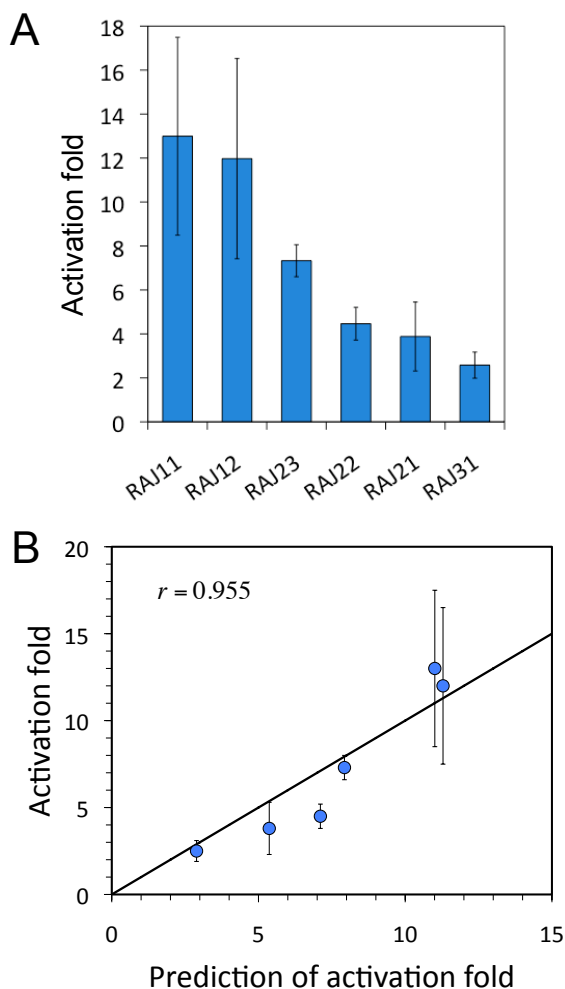 A
Activation fold
18
16
14
12
10
8
6
4
2
0
RAJ11 RAJ12 RAJ23 RAJ22 RAJ21 RAJ31
B
Activation fold
20
15
10
5
0
r = 0.955
0 5 10 15
Prediction of activation fold